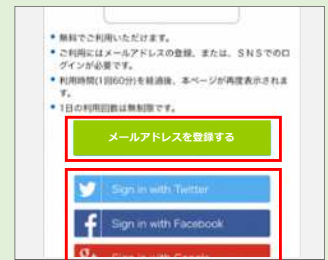 無料でご利用いただけます。
ご利用にはメールアドレスの登録、または、SNSでのロ
グインが必要です。
利用時間(1回60分)を経過後、本ページが再度表示されま
す。
1日の利用回数は無制限です。
メールアドレスを登録する
Sign in with Twitter
Sign in with Facebook
Sign in with Google